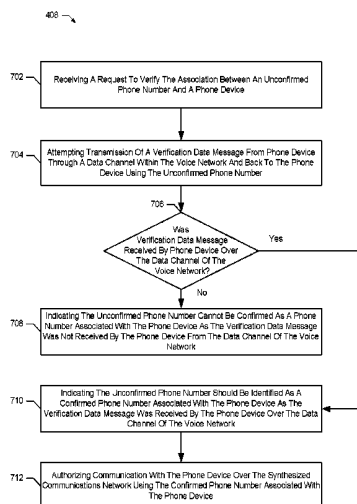 408
702
Receiving A Request To Verify The Association Between An Unconfirmed
Phone Number And A Phone Device
704
Attempting Transmission Of A Verification Data Message From Phone Device
Through A Data Channel Within The Voice Network And Back To The Phone
Device Using The Unconfirmed Phone Number
706
Was
Verification Data Message
Received By Phone Device Over
The Data Channel Of The
Voice Network?
Yes
No
708
Indicating The Unconfirmed Phone Number Cannot Be Confirmed As A Phone
Number Associated With The Phone Device As The Verification Data Message
Was Not Received By The Phone Device From The Data Channel Of The Voice
Network
710
Indicating The Unconfirmed Phone Number Should Be Identified As A
Confirmed Phone Number Associated With The Phone Device As The
Verification Data Message Was Received By The Phone Device Over The Data
Channel Of The Voice Network
712
Authorizing Communication With The Phone Device Over The Synthesized
Communications Network Using The Confirmed Phone Number Associated With
The Phone Device